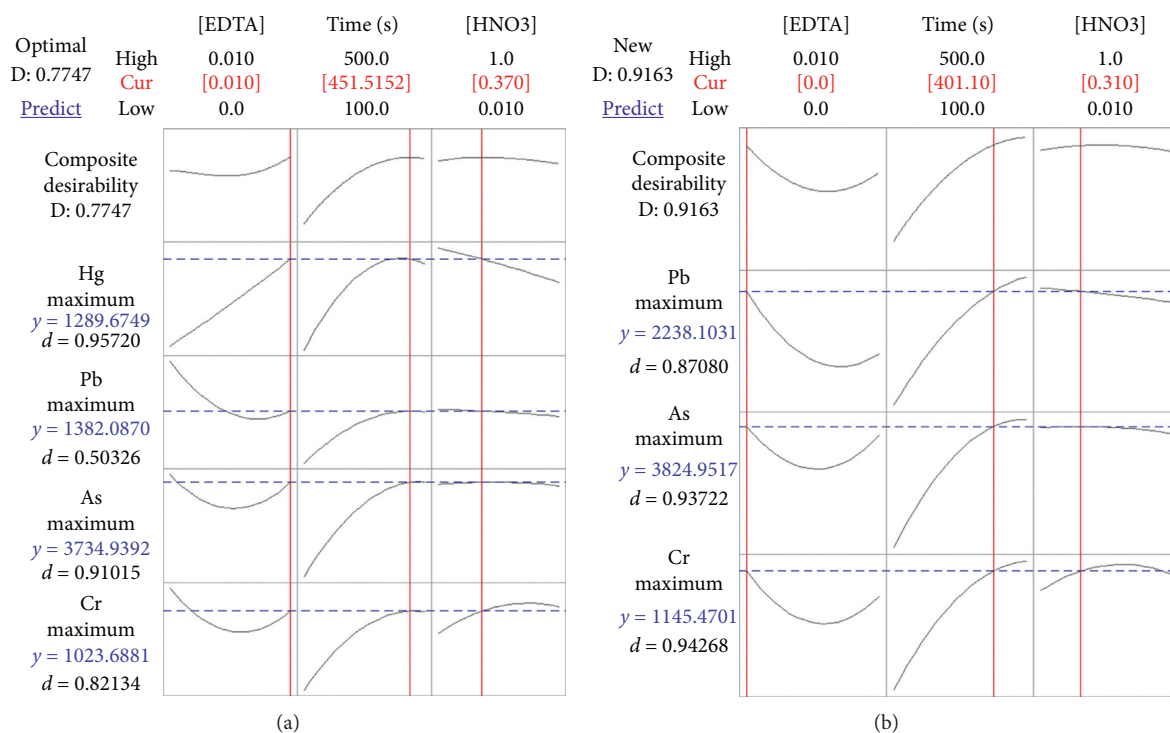 [EDTA] Time (s) [HNO3]
Optimal
D: 0.7747
High 0.010 500.0 1.0
Cur [0.010] [451.5152] [0.370]
Predict Low 0.0 100.0 0.010
Composite
desirability
D: 0.7747
Hg
maximum
y = 1289.6749
d = 0.95720
Pb
maximum
y = 1382.0870
d = 0.50326
As
maximum
y = 3734.9392
d = 0.91015
Cr
maximum
y = 1023.6881
d = 0.82134
(a)
[EDTA] Time (s) [HNO3]
New
D: 0.9163
High 0.010 500.0 1.0
Cur [0.0] [401.10] [0.310]
Predict Low 0.0 100.0 0.010
Composite
desirability
D: 0.9163
Pb
maximum
y = 2238.1031
d = 0.87080
As
maximum
y = 3824.9517
d = 0.93722
Cr
maximum
y = 1145.4701
d = 0.94268
(b)